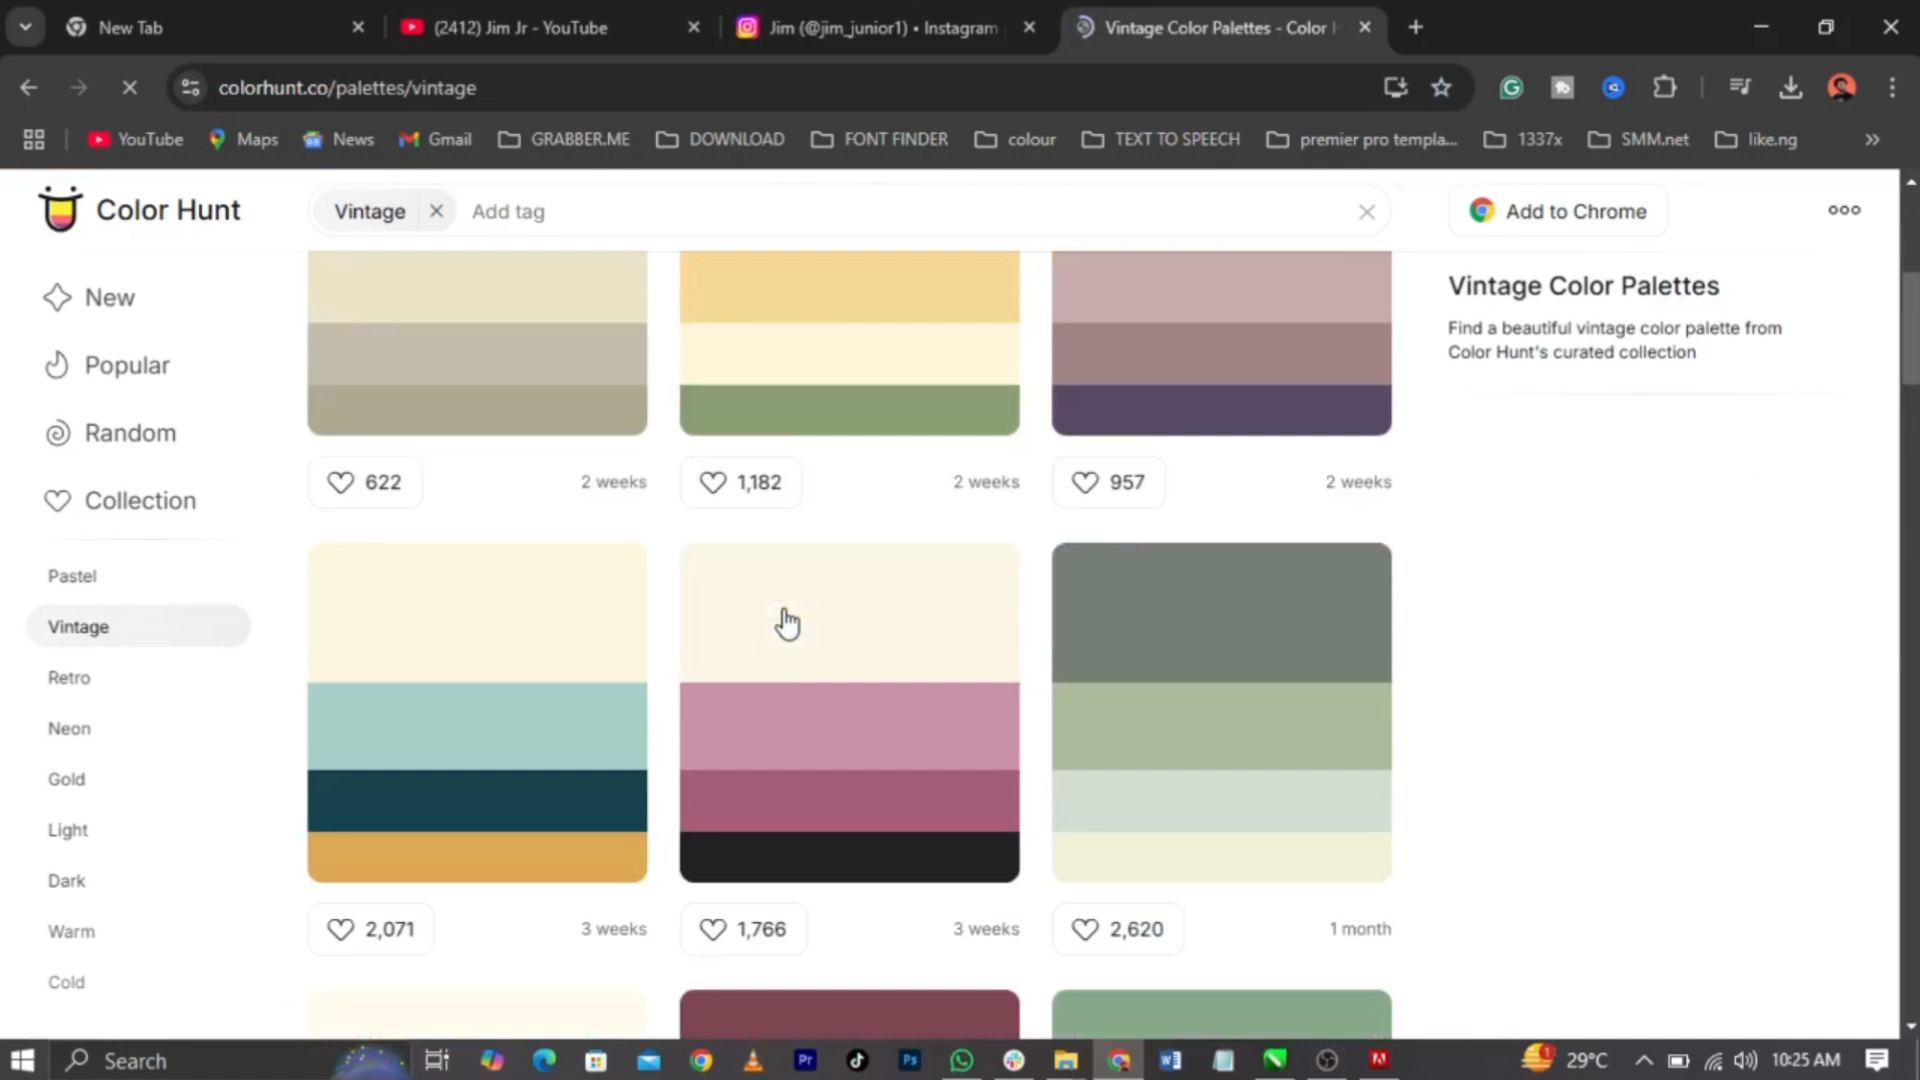 New Tab
(2412) Jim Jr - YouTube
Jim (@jim_junior1) • Instagram
Vintage Color Palettes - Color H
colorhunt.co/palettes/vintage
YouTube
Maps
News
Gmail
GRABBER.ME
DOWNLOAD
FONT FINDER
colour
TEXT TO SPEECH
premier pro templa...
1337x
SMM.net
like.ng
Color Hunt
Vintage
Add tag
Add to Chrome
New
Popular
Random
Collection
Pastel
Vintage
Retro
Neon
Gold
Light
Dark
Warm
Cold
622
2 weeks
1,182
2 weeks
957
2 weeks
2,071
3 weeks
1,766
3 weeks
2,620
1 month
Vintage Color Palettes
Find a beautiful vintage color palette from
Color Hunt's curated collection
Search
Pr
Ps
1
29°C
10:25 AM